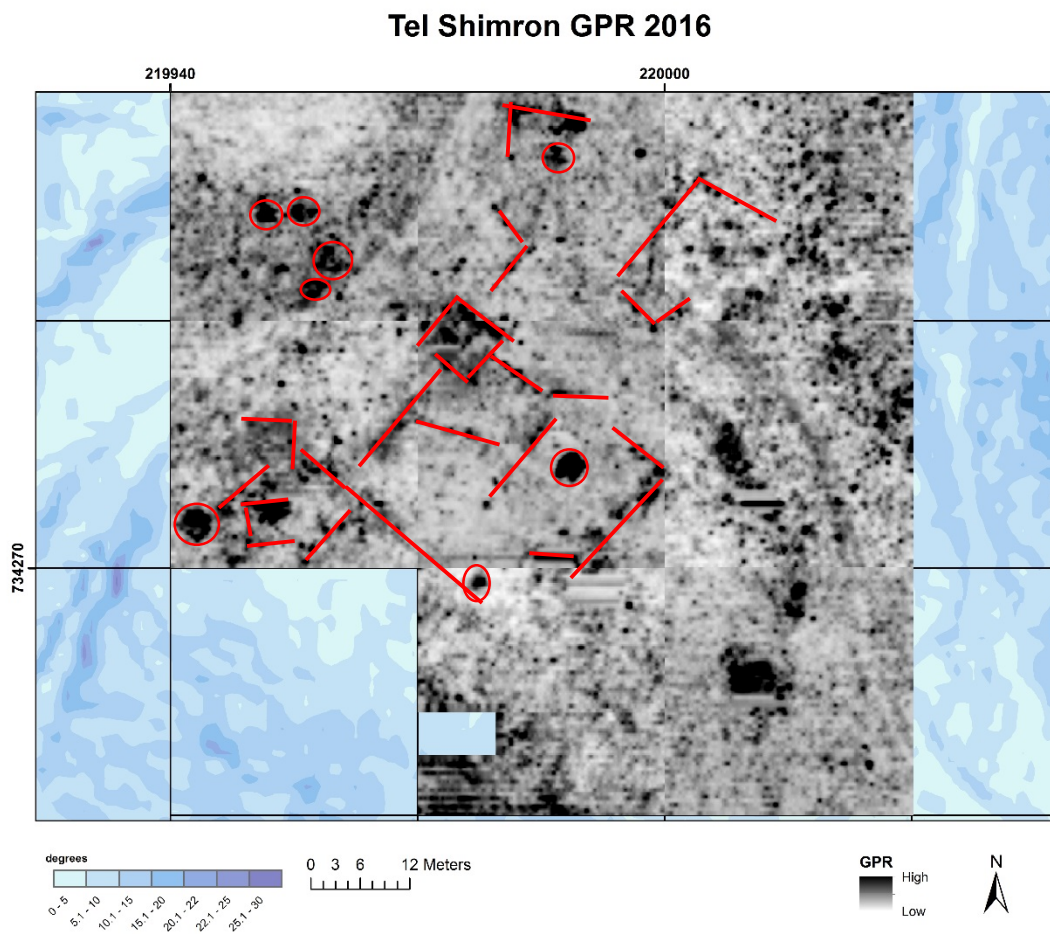 Tel Shimron GPR 2016
219940 220000
734270
degrees
0 - 5 5.1 - 10 10.1 - 15 15.1 - 20 20.1 - 22 22.1 - 25 25.1 - 30
0 3 6 12 Meters
GPR
High
Low
N